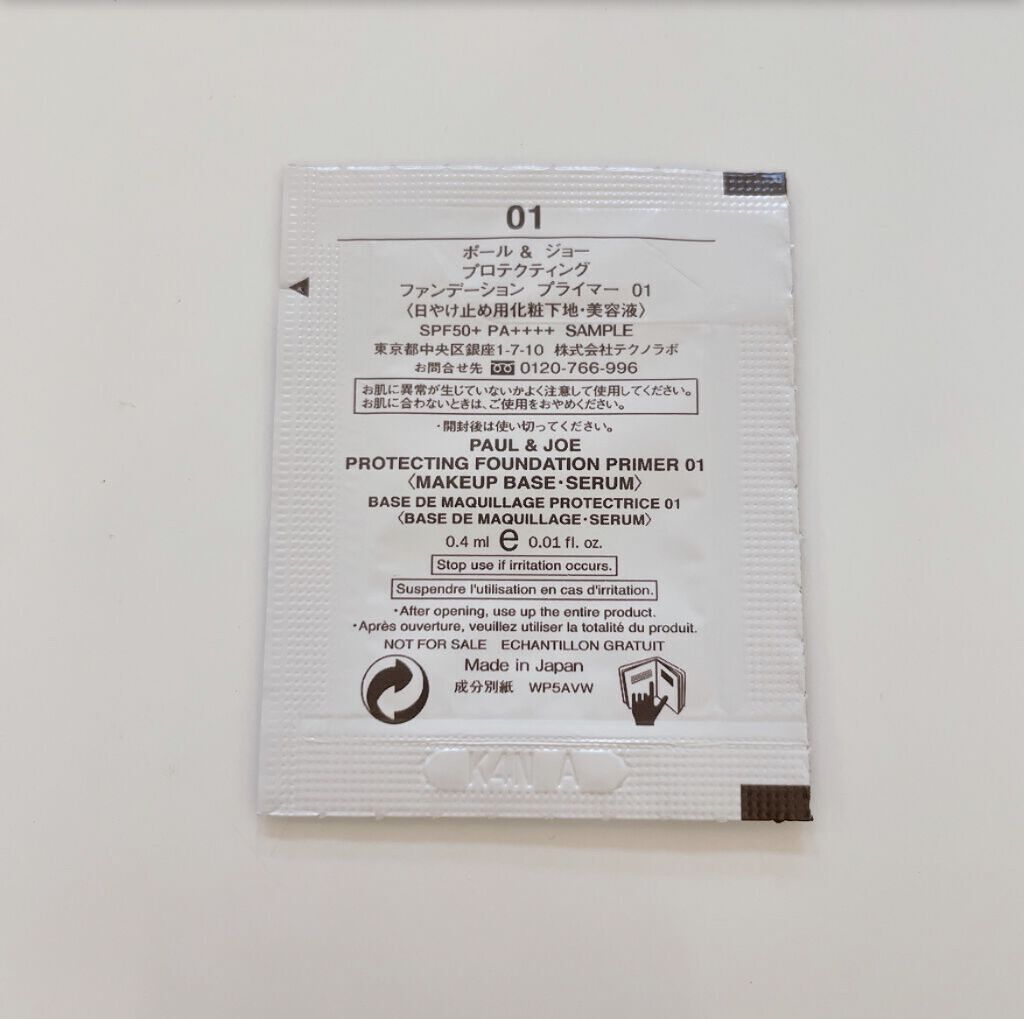 01
ポール & ジョー
プロテクティング
ファンデーション プライマー 01
〈日やけ止め用化粧下地・美容液〉
SPF50+ PA++++ SAMPLE
東京都中央区銀座1-7-10 株式会社テクノラボ
お問合せ先 0120-766-996
お肌に異常が生じていないかよく注意して使用してください。
お肌に合わないときは、ご使用をおやめください。
・開封後は使い切ってください。
PAUL & JOE
PROTECTING FOUNDATION PRIMER 01
〈MAKEUP BASE・SERUM〉
BASE DE MAQUILLAGE PROTECTRICE 01
〈BASE DE MAQUILLAGE・SERUM〉
0.4 ml e 0.01 fl. oz.
Stop use if irritation occurs.
Suspendre l'utilisation en cas d'irritation.
・After opening, use up the entire product.
・Après ouverture, veuillez utiliser la totalité du produit.
NOT FOR SALE ECHANTILLON GRATUIT
Made in Japan
成分別紙 WP5AVW
K4N A